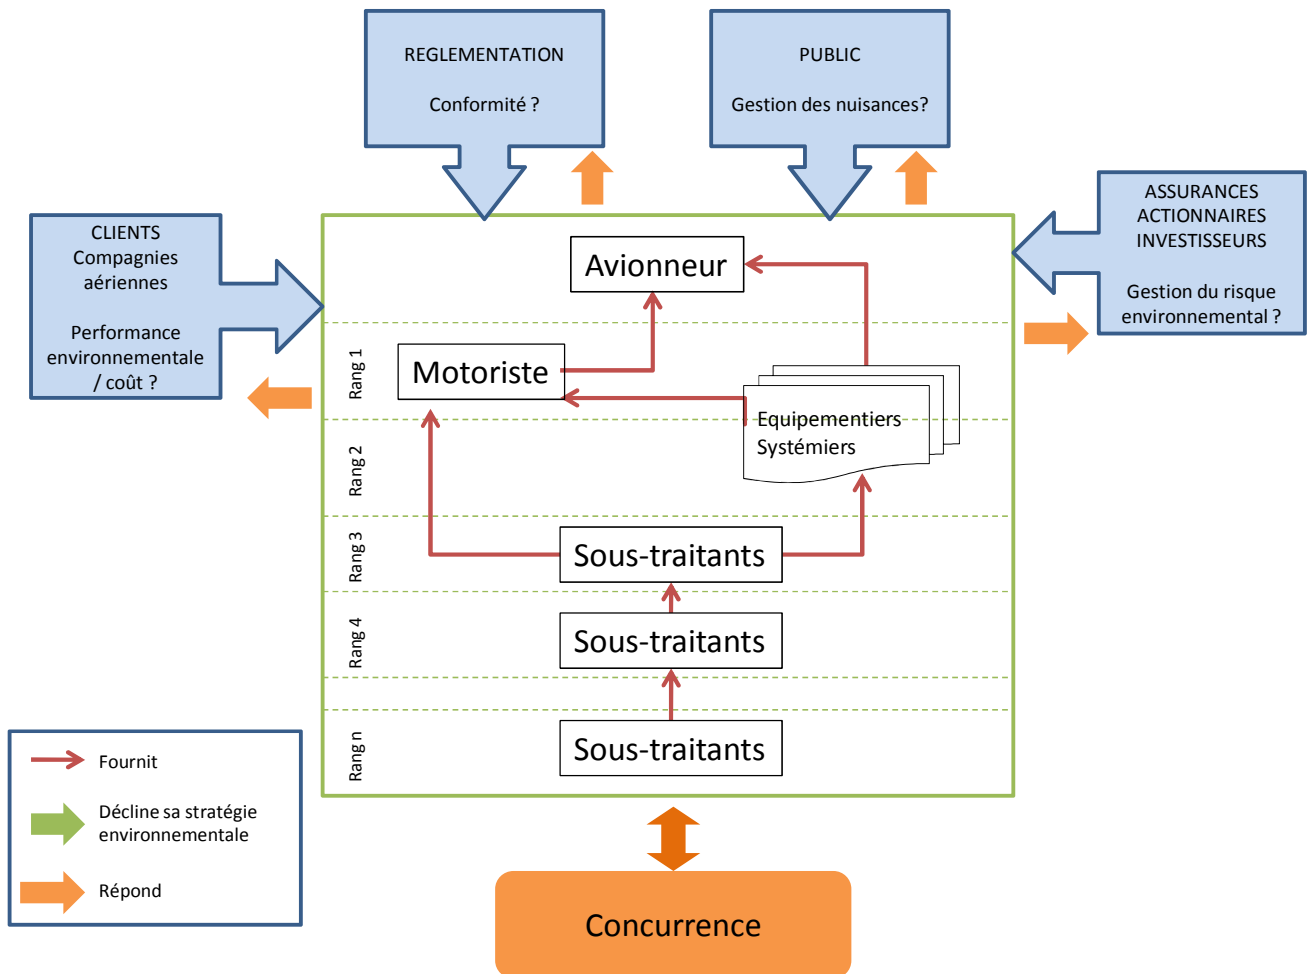 REGLEMENTATION
Conformité ?
PUBLIC
Gestion des nuisances?
CLIENTS
Compagnies
aériennes
Performance
environnementale
/ coût ?
ASSURANCES
ACTIONNAIRES
INVESTISSEURS
Gestion du risque
environnemental ?
Avionneur
Rang 1
Motoriste
Equipementiers
Systémiers
Rang 2
Rang 3
Sous-traitants
Rang 4
Sous-traitants
Rang n
Sous-traitants
Fournit
Décline sa stratégie
environnementale
Répond
Concurrence